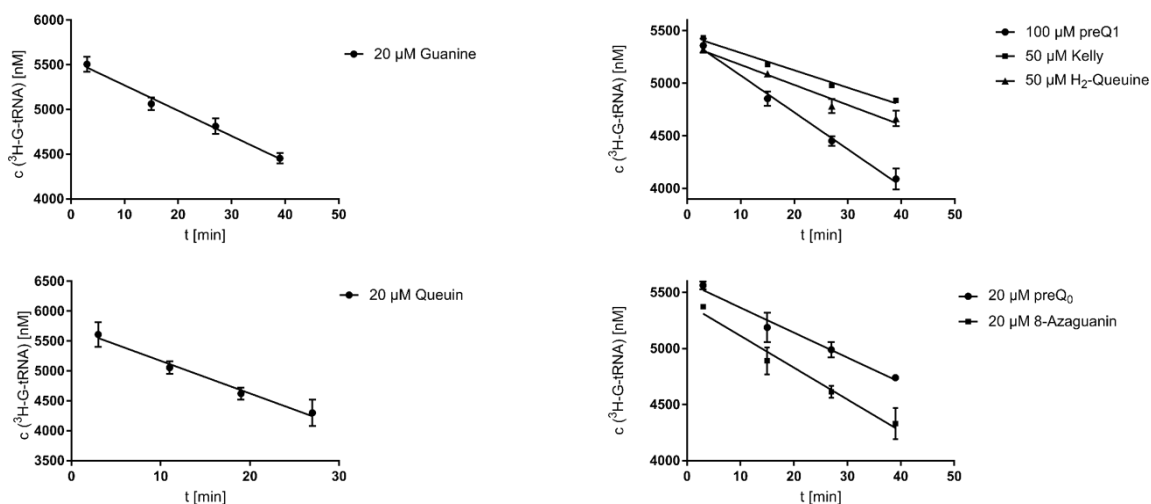 6000
5500
5000
4500
4000
0 10 20 30 40 50
t [min]
c (³H-G-tRNA) [nM]
20 µM Guanine
5500
5000
4500
4000
0 10 20 30 40 50
t [min]
c (³H-G-tRNA) [nM]
100 µM preQ1
50 µM Kelly
50 µM H₂-Queuine
6500
6000
5500
5000
4500
4000
3500
0 10 20 30
t [min]
c (³H-G-tRNA) [nM]
20 µM Queuin
5500
5000
4500
4000
0 10 20 30 40 50
t [min]
c (³H-G-tRNA) [nM]
20 µM preQ₀
20 µM 8-Azaguanin